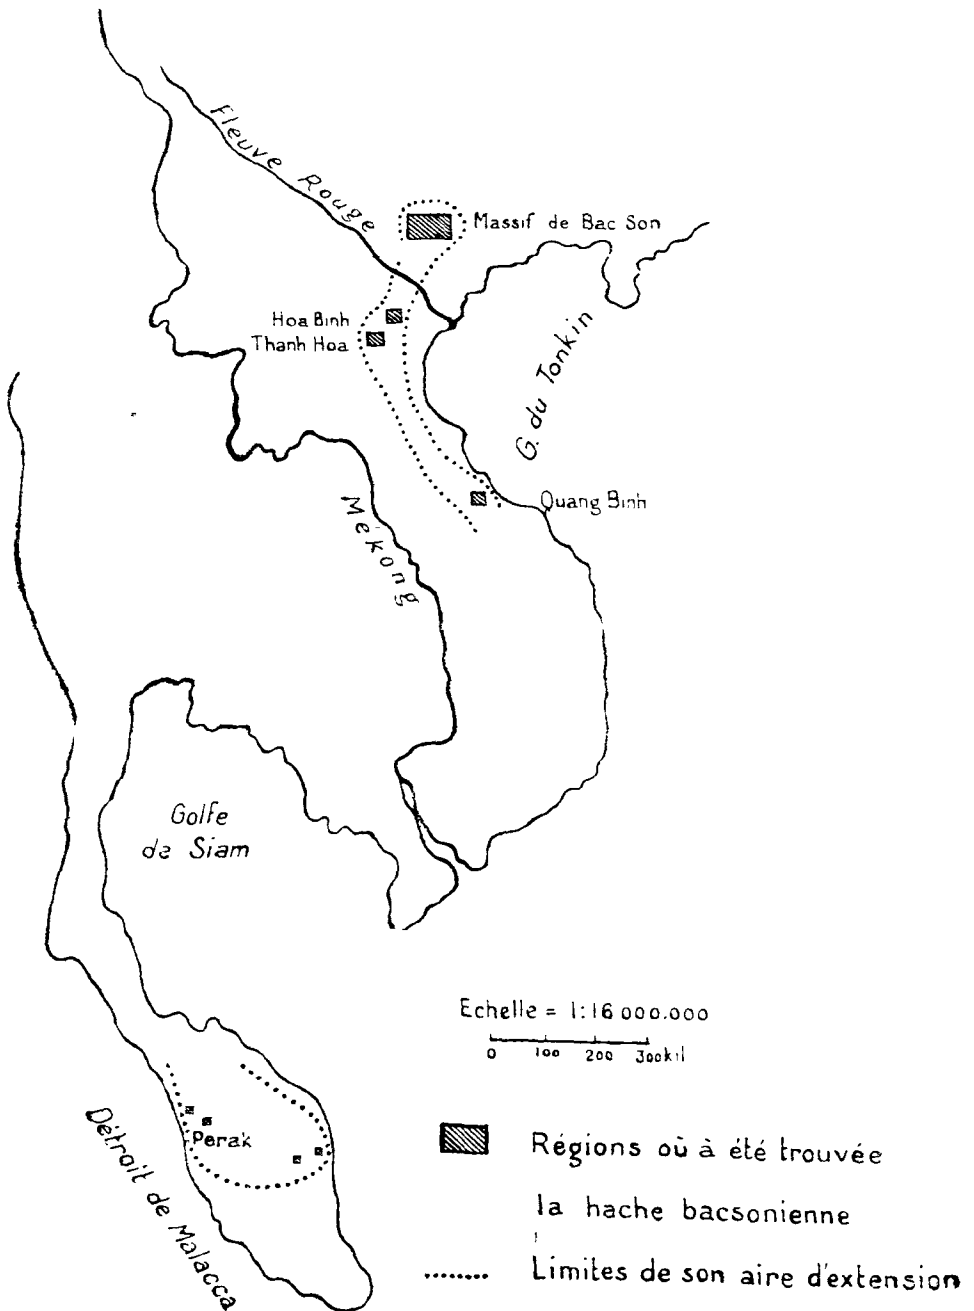 Fleuve Rouge
Massif de Bac Son
Hoa Binh
Thanh Hoa
G. du Tonkin
Quang Binh
Mékong
Golfe
de Siam
Echelle = 1:16 000.000
0 100 200 300kil
Perak
Détroit de Malacca
Régions où à été trouvée
la hache bacsonienne
Limites de son aire d'extension